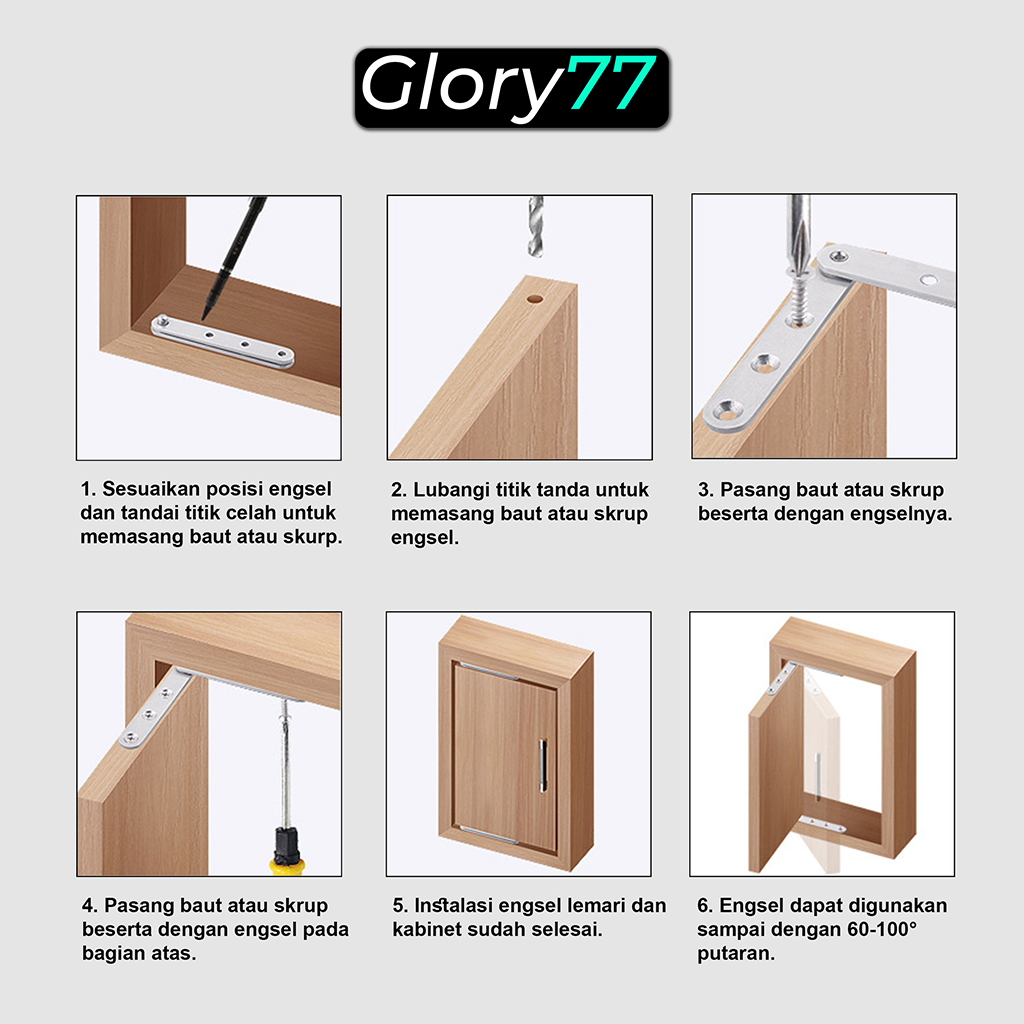 Glory77
1. Sesuaikan posisi engsel
dan tandai titik celah untuk
memasang baut atau skurp.
2. Lubangi titik tanda untuk
memasang baut atau skrup
engsel.
3. Pasang baut atau skrup
beserta dengan engselnya.
4. Pasang baut atau skrup
beserta dengan engsel pada
bagian atas.
5. Instalasi engsel lemari dan
kabinet sudah selesai.
6. Engsel dapat digunakan
sampai dengan 60-100°
putaran.